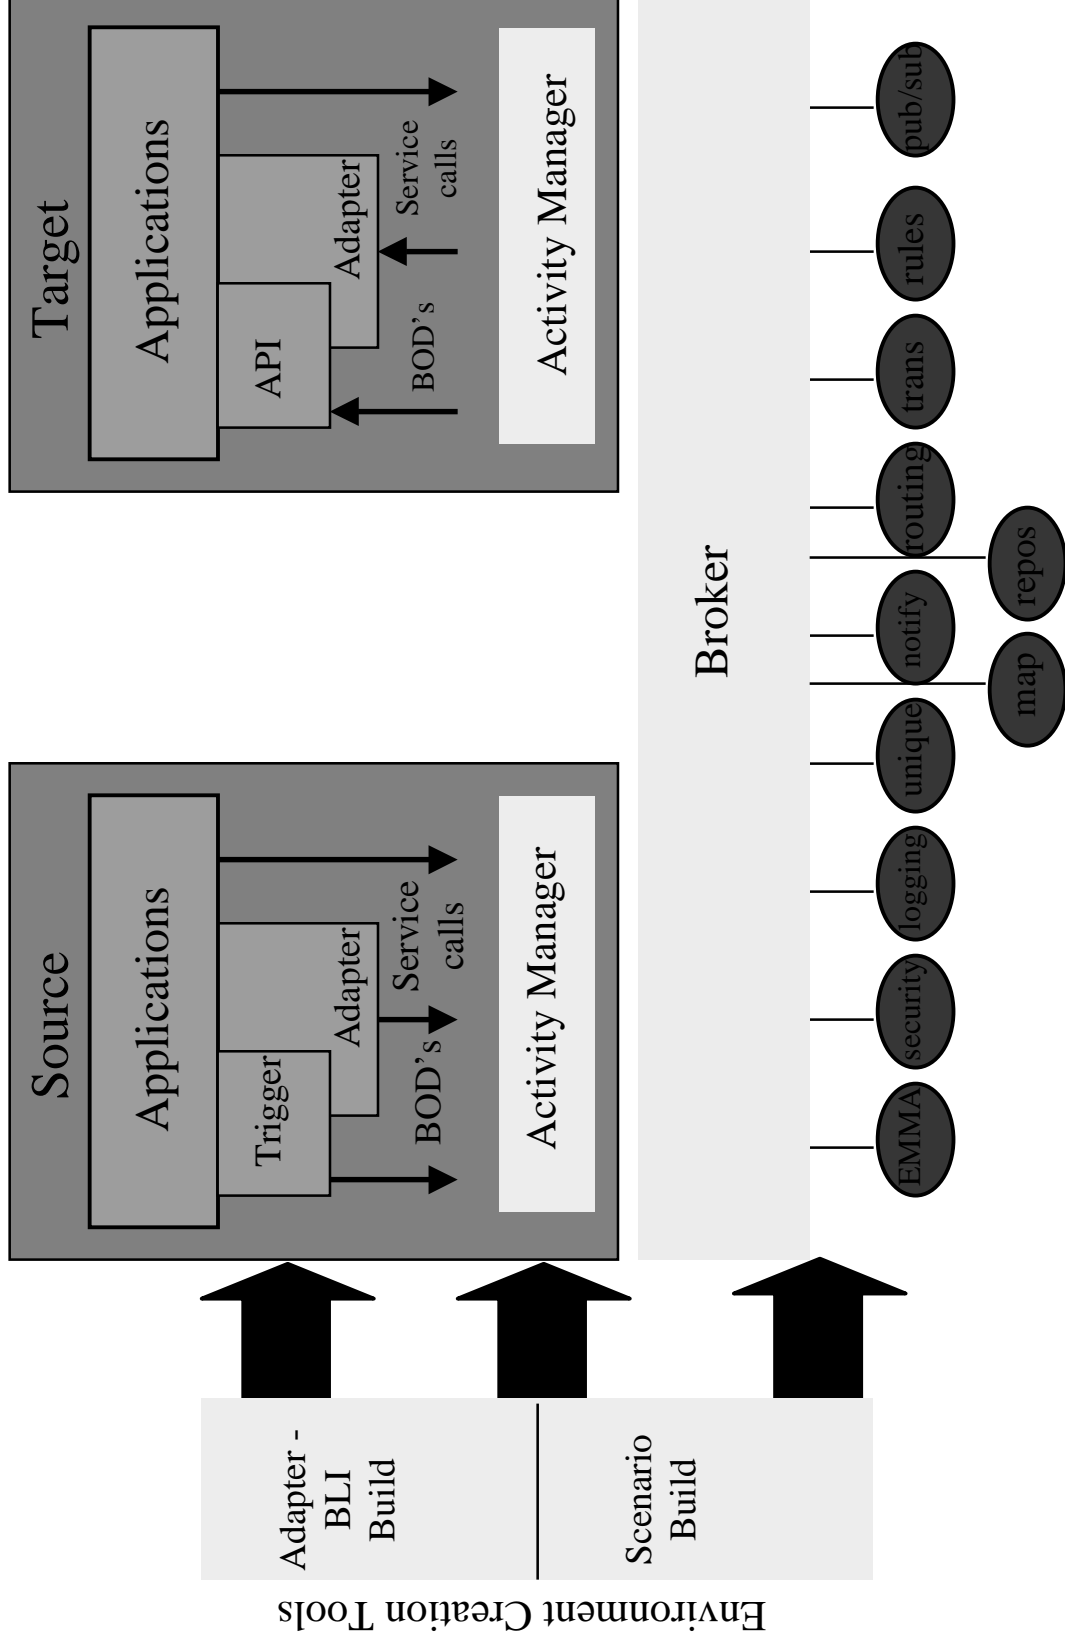 Environment Creation Tools
Adapter -
BLI
Build
Scenario
Build
Source
Applications
Trigger
Adapter
BOD's
Service
calls
Activity Manager
Target
Applications
API
Adapter
BOD's
Service
calls
Activity Manager
Broker
EMMA
security
logging
unique
notify
routing
trans
rules
pub/sub
map
repos